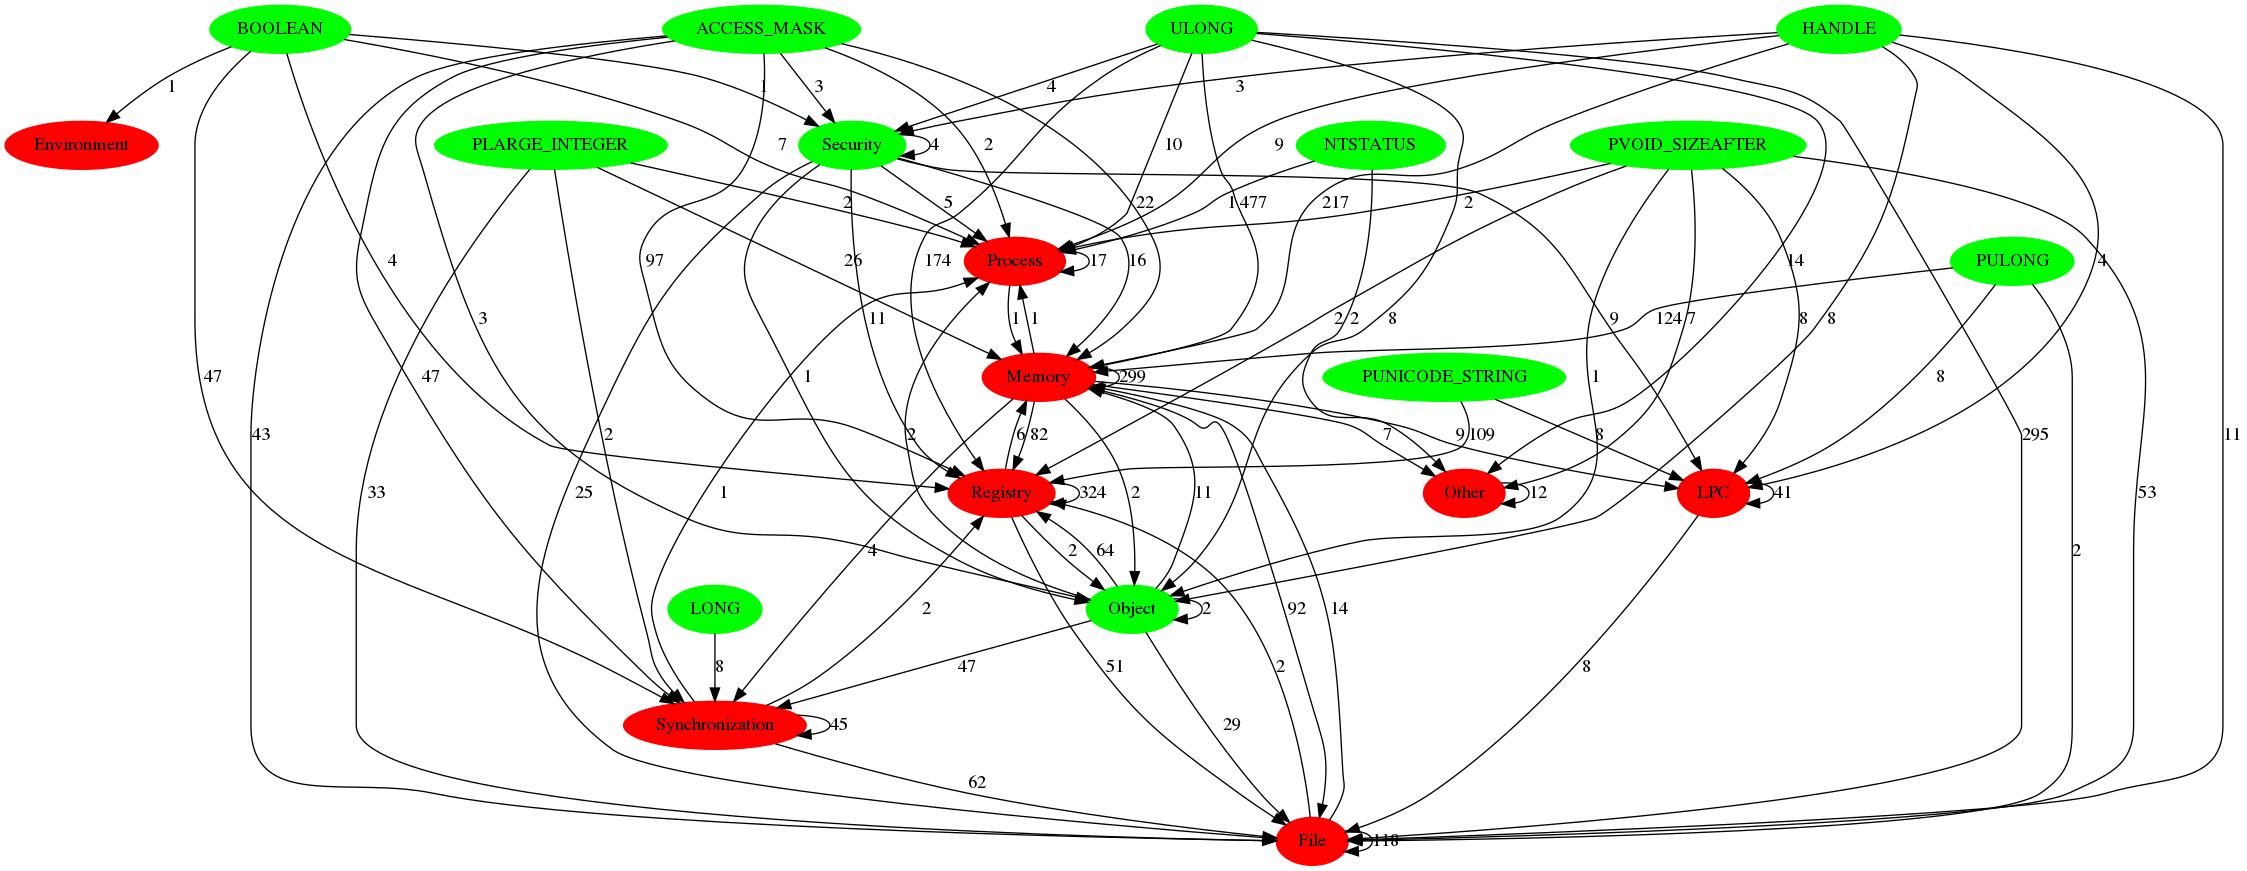 BOOLEAN ACCESS_MASK ULONG HANDLE
1 1 3 4 3
Environment PLARGE_INTEGER Security 4 NTSTATUS PVOID_SIZEAFTER
7 2 10 9
2 5 22 1 477 217 2
4 97 26 174 Process 17 16 14 PULONG 4
3 11 1 1 2 8 2 124 7 9 8 8
47 47 33 1 Memory 299 PUNICODE_STRING 1 8
43 2 2 6 82 7 9 109 8 295 53 11
25 1 Registry 324 2 11 Other 12 LPC 41
4 2 64 2
LONG 2 Object 2 92 14
8 47 51 2 8
Synchronization 45 29
62
File 118